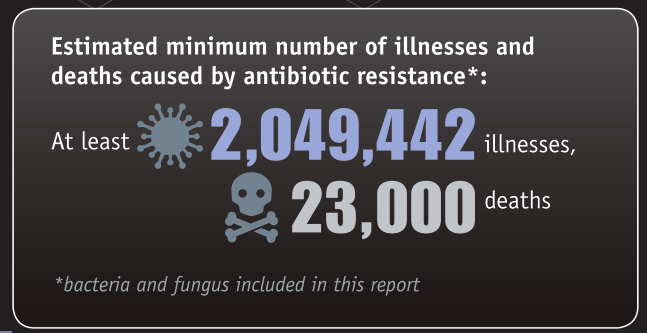 Estimated minimum number of illnesses and
deaths caused by antibiotic resistance*:
At least 2,049,442 illnesses,
23,000 deaths
*bacteria and fungus included in this report